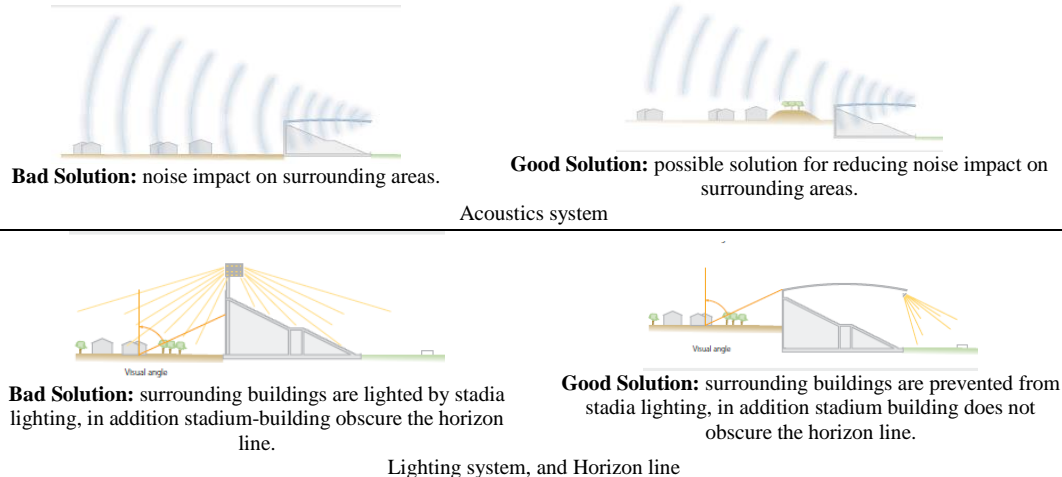 Bad Solution: noise impact on surrounding areas.
Good Solution: possible solution for reducing noise impact on
surrounding areas.
Acoustics system
Visual angle
Bad Solution: surrounding buildings are lighted by stadia
lighting, in addition stadium-building obscure the horizon
line.
Visual angle
Good Solution: surrounding buildings are prevented from
stadia lighting, in addition stadium building does not
obscure the horizon line.
Lighting system, and Horizon line